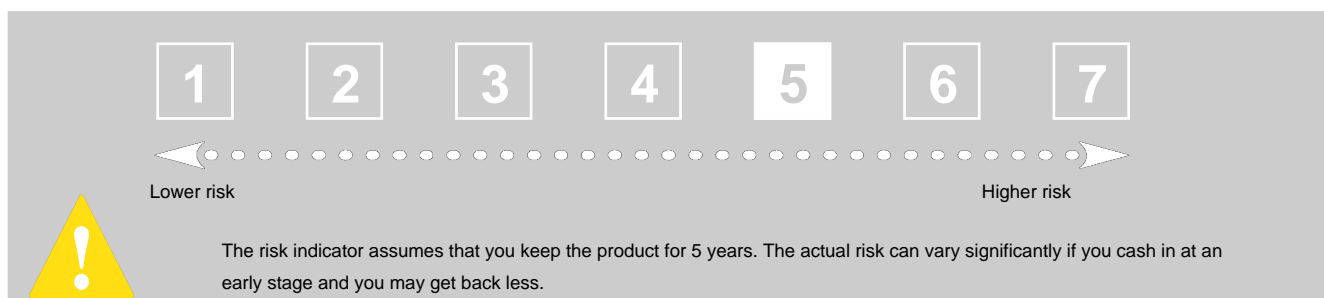 1 2 3 4 5 6 7
Lower risk Higher risk
!
The risk indicator assumes that you keep the product for 5 years. The actual risk can vary significantly if you cash in at an
early stage and you may get back less.